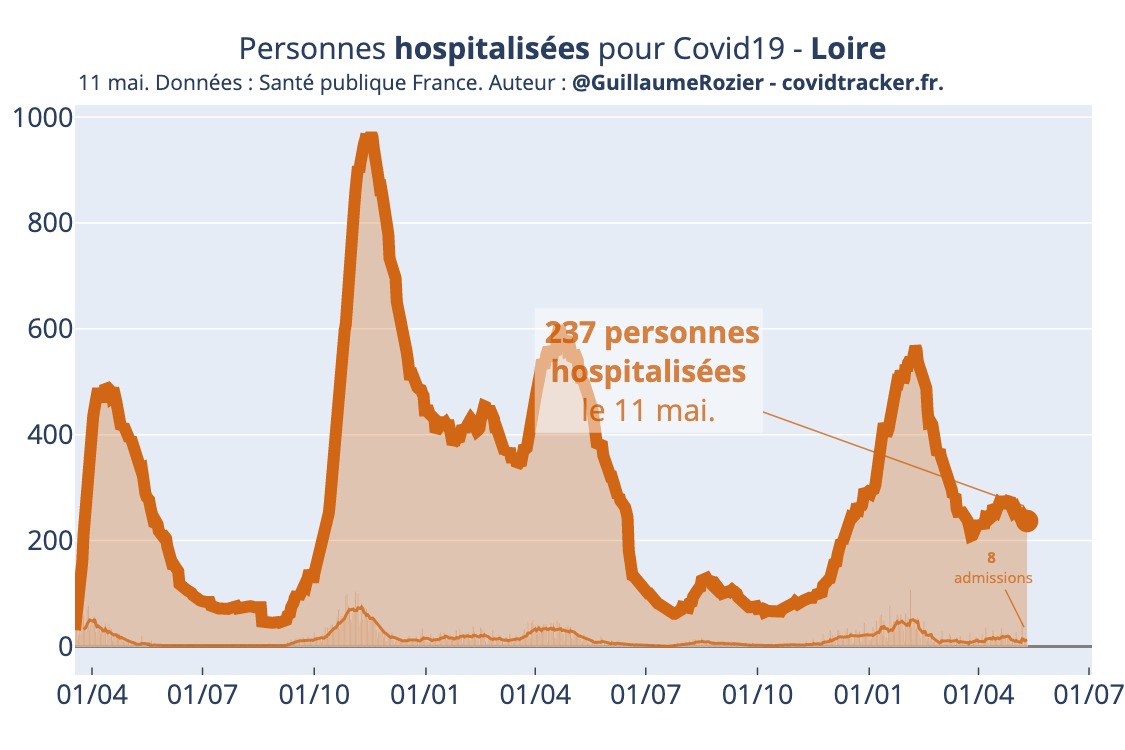 Personnes hospitalisées pour Covid19 - Loire
11 mai. Données : Santé publique France. Auteur : @GuillaumeRozier - covidtracker.fr.
1000
800
600
400
200
0
237 personnes
hospitalisées
le 11 mai.
8
admissions
01/04 01/07 01/10 01/01 01/04 01/07 01/10 01/01 01/04 01/07